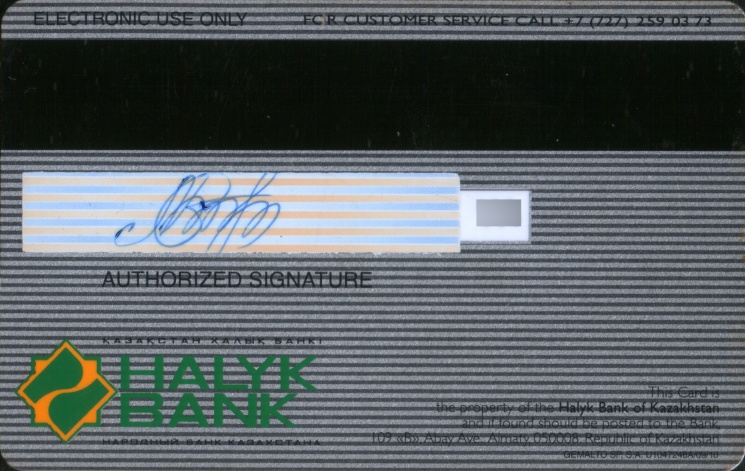 ELECTRONIC USE ONLY
FOR CUSTOMER SERVICE CALL +7 (727) 259 03 73
AUTHORIZED SIGNATURE
ҚАЗАҚСТАН ХАЛЫҚ БАНКІ
HALYK
BANK
НАРОДНЫЙ БАНК КАЗАХСТАНА
This Card is
the property of the Halyk Bank of Kazakhstan
and if found should be posted to the Bank
109 «В» Abay Ave. Almaty 050008 Republic of Kazakhstan
GEMALTO SP. S.A.